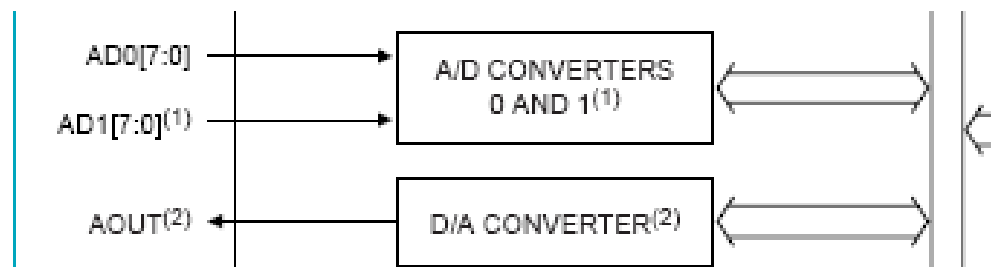 AD0[7:0]
A/D CONVERTERS
0 AND 1(1)
AD1[7:0](1)
AOUT(2)
D/A CONVERTER(2)